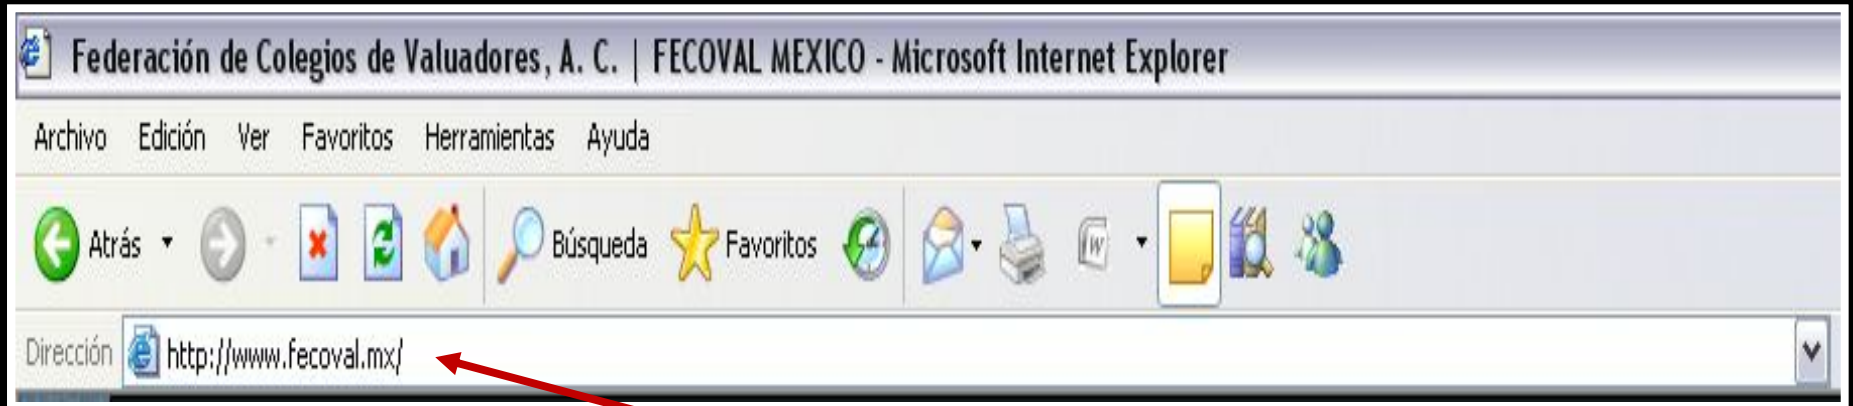 Federación de Colegios de Valuadores, A. C. | FECOVAL MEXICO - Microsoft Internet Explorer
Archivo Edición Ver Favoritos Herramientas Ayuda
Atrás Búsqueda Favoritos W
Dirección http://www.fecoval.mx/